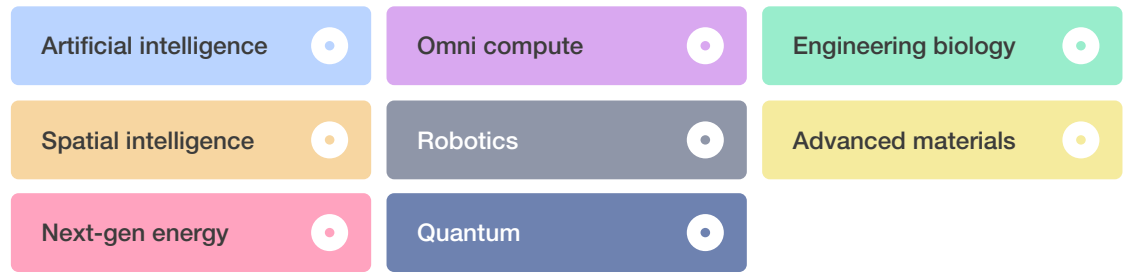 Artificial intelligence
Omni compute
Engineering biology
Spatial intelligence
Robotics
Advanced materials
Next-gen energy
Quantum